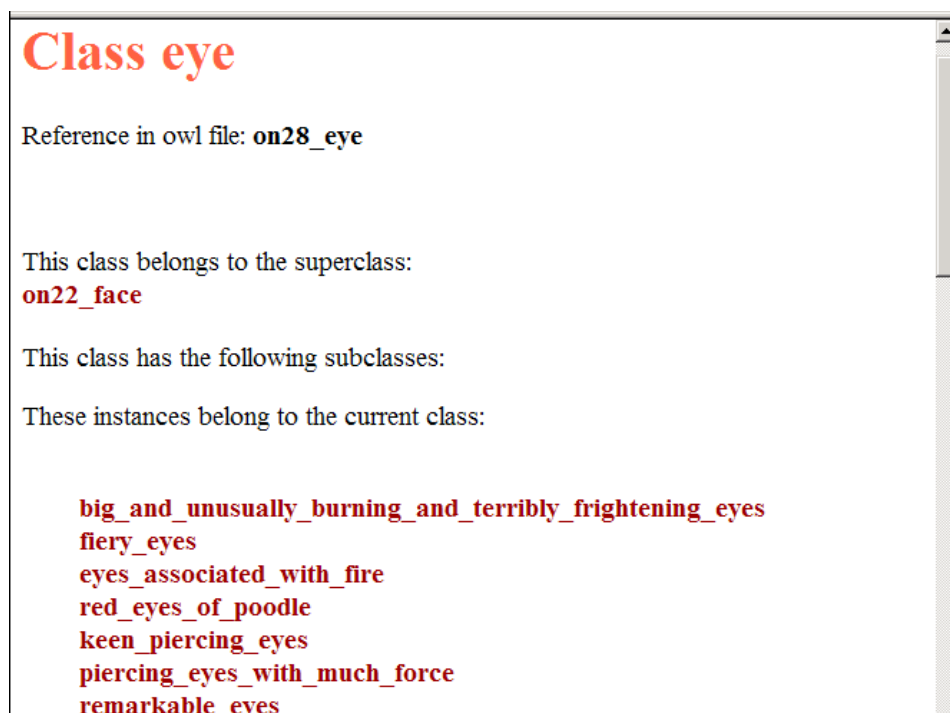 Class eye
Reference in owl file: on28_eye
This class belongs to the superclass:
on22_face
This class has the following subclasses:
These instances belong to the current class:
big_and_unusually_burning_and_terribly_frightening_eyes
fiery_eyes
eyes_associated_with_fire
red_eyes_of_poodle
keen_piercing_eyes
piercing_eyes_with_much_force
remarkable_eyes